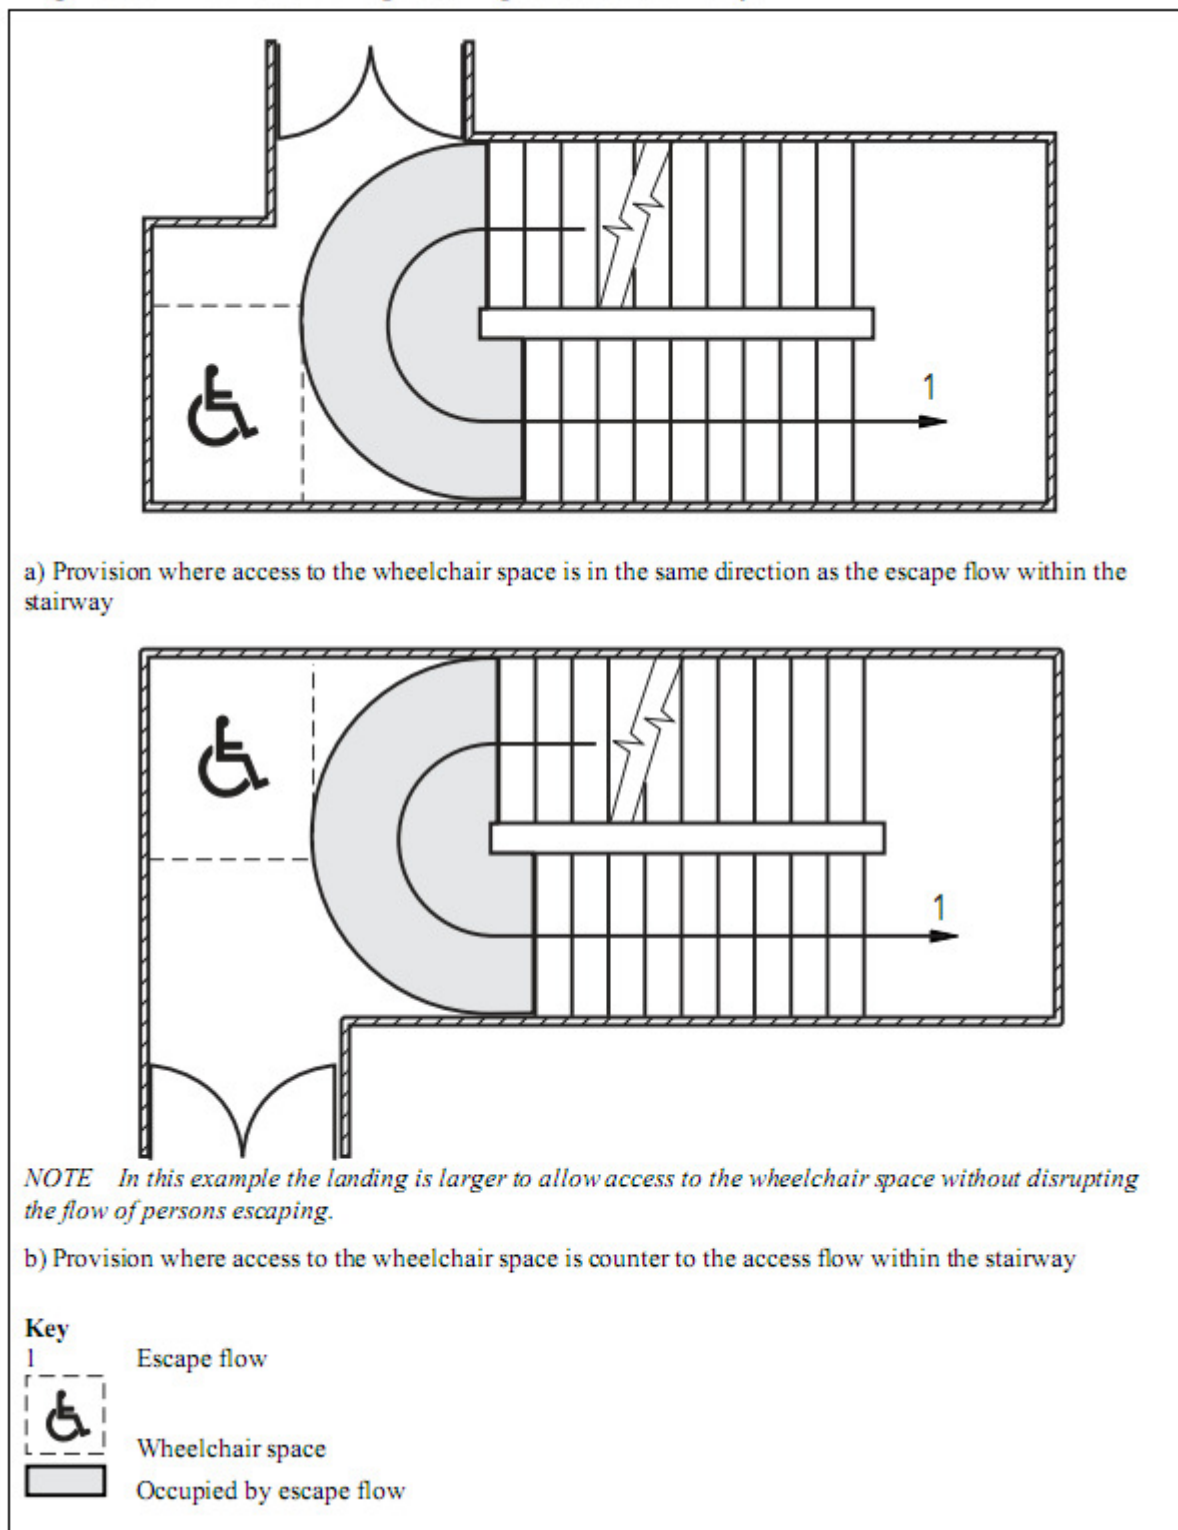 1
a) Provision where access to the wheelchair space is in the same direction as the escape flow within the
stairway
1
NOTE In this example the landing is larger to allow access to the wheelchair space without disrupting
the flow of persons escaping.
b) Provision where access to the wheelchair space is counter to the access flow within the stairway
Key
1 Escape flow
Wheelchair space
Occupied by escape flow